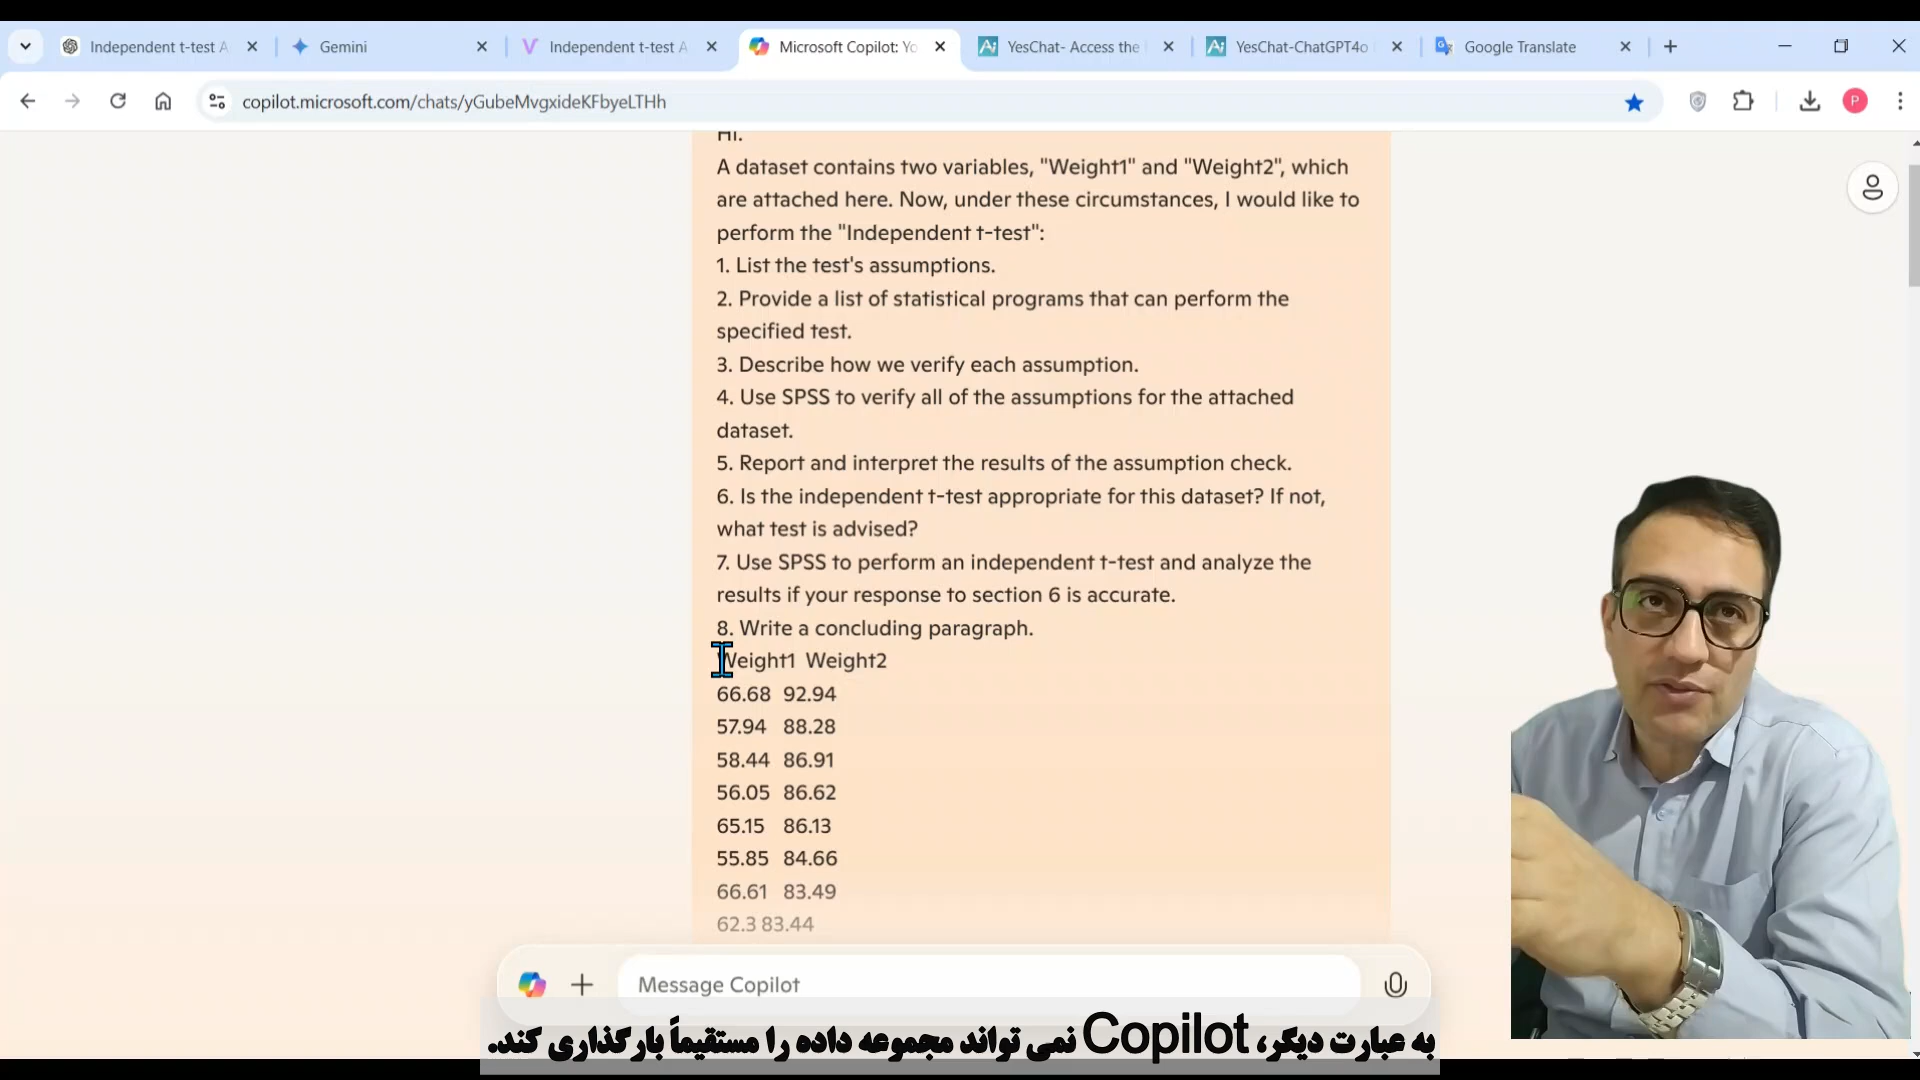 Independent t-test A
Gemini
Independent t-test A
Microsoft Copilot: Yo
YesChat- Access the
YesChat-ChatGPT4o
Google Translate
copilot.microsoft.com/chats/yGubeMvgxideKFbyeLTHh
P
Hi.
A dataset contains two variables, "Weight1" and "Weight2", which
are attached here. Now, under these circumstances, I would like to
perform the "Independent t-test":
1. List the test's assumptions.
2. Provide a list of statistical programs that can perform the
specified test.
3. Describe how we verify each assumption.
4. Use SPSS to verify all of the assumptions for the attached
dataset.
5. Report and interpret the results of the assumption check.
6. Is the independent t-test appropriate for this dataset? If not,
what test is advised?
7. Use SPSS to perform an independent t-test and analyze the
results if your response to section 6 is accurate.
8. Write a concluding paragraph.
Weight1 Weight2
66.68 92.94
57.94 88.28
58.44 86.91
56.05 86.62
65.15 86.13
55.85 84.66
66.61 83.49
62.3 83.44
Message Copilot
به عبارت دیگر، Copilot نمی تواند مجموعه داده را مستقیماً بارگذاری کند.